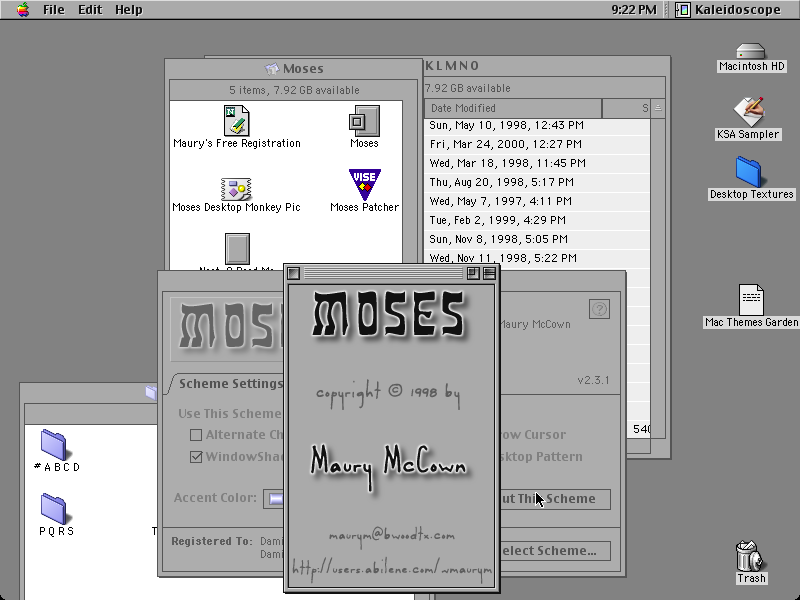 File Edit Help
9:22 PM
Kaleidoscope
Macintosh HD
KSA Sampler
Desktop Textures
Mac Themes Garden
Trash
KLMNO
7.92 GB available
Date Modified
S
Sun, May 10, 1998, 12:43 PM
Fri, Mar 24, 2000, 12:27 PM
Wed, Mar 18, 1998, 11:45 PM
Thu, Aug 20, 1998, 5:17 PM
Wed, May 7, 1997, 4:11 PM
Tue, Feb 2, 1999, 4:29 PM
Sun, Nov 8, 1998, 5:05 PM
Wed, Nov 11, 1998, 5:22 PM
540
Moses
5 items, 7.92 GB available
Maury's Free Registration
Moses
Moses Desktop Monkey Pic
VISE
Moses Patcher
#ABCD
PQRS
T
MOS
Maury McCown
?
v2.3.1
Scheme Settings
Use This Scheme
Alternate Ch
ow Cursor
WindowSha
sktop Pattern
Accent Color:
ut This Scheme
Registered To: Dami
Dami
elect Scheme...
MOSES
copyright © 1998 by
Maury McCown
maurym@bwoodtx.com
http://users.abilene.com/~wmaurym